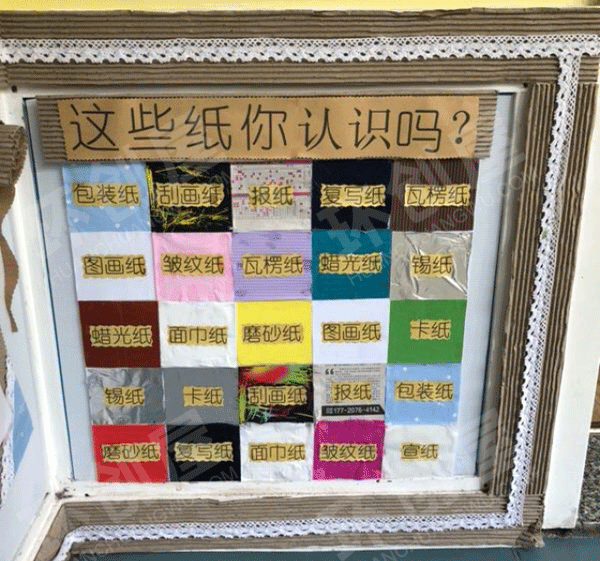 这些纸你认识吗？
包装纸 刮画纸 报纸 复写纸 瓦楞纸
图画纸 皱纹纸 瓦楞纸 蜡光纸 锡纸
蜡光纸 面巾纸 磨砂纸 图画纸 卡纸
锡纸 卡纸 刮画纸 报纸 包装纸
177-2076-4142
磨砂纸 复写纸 面巾纸 皱纹纸 宣纸